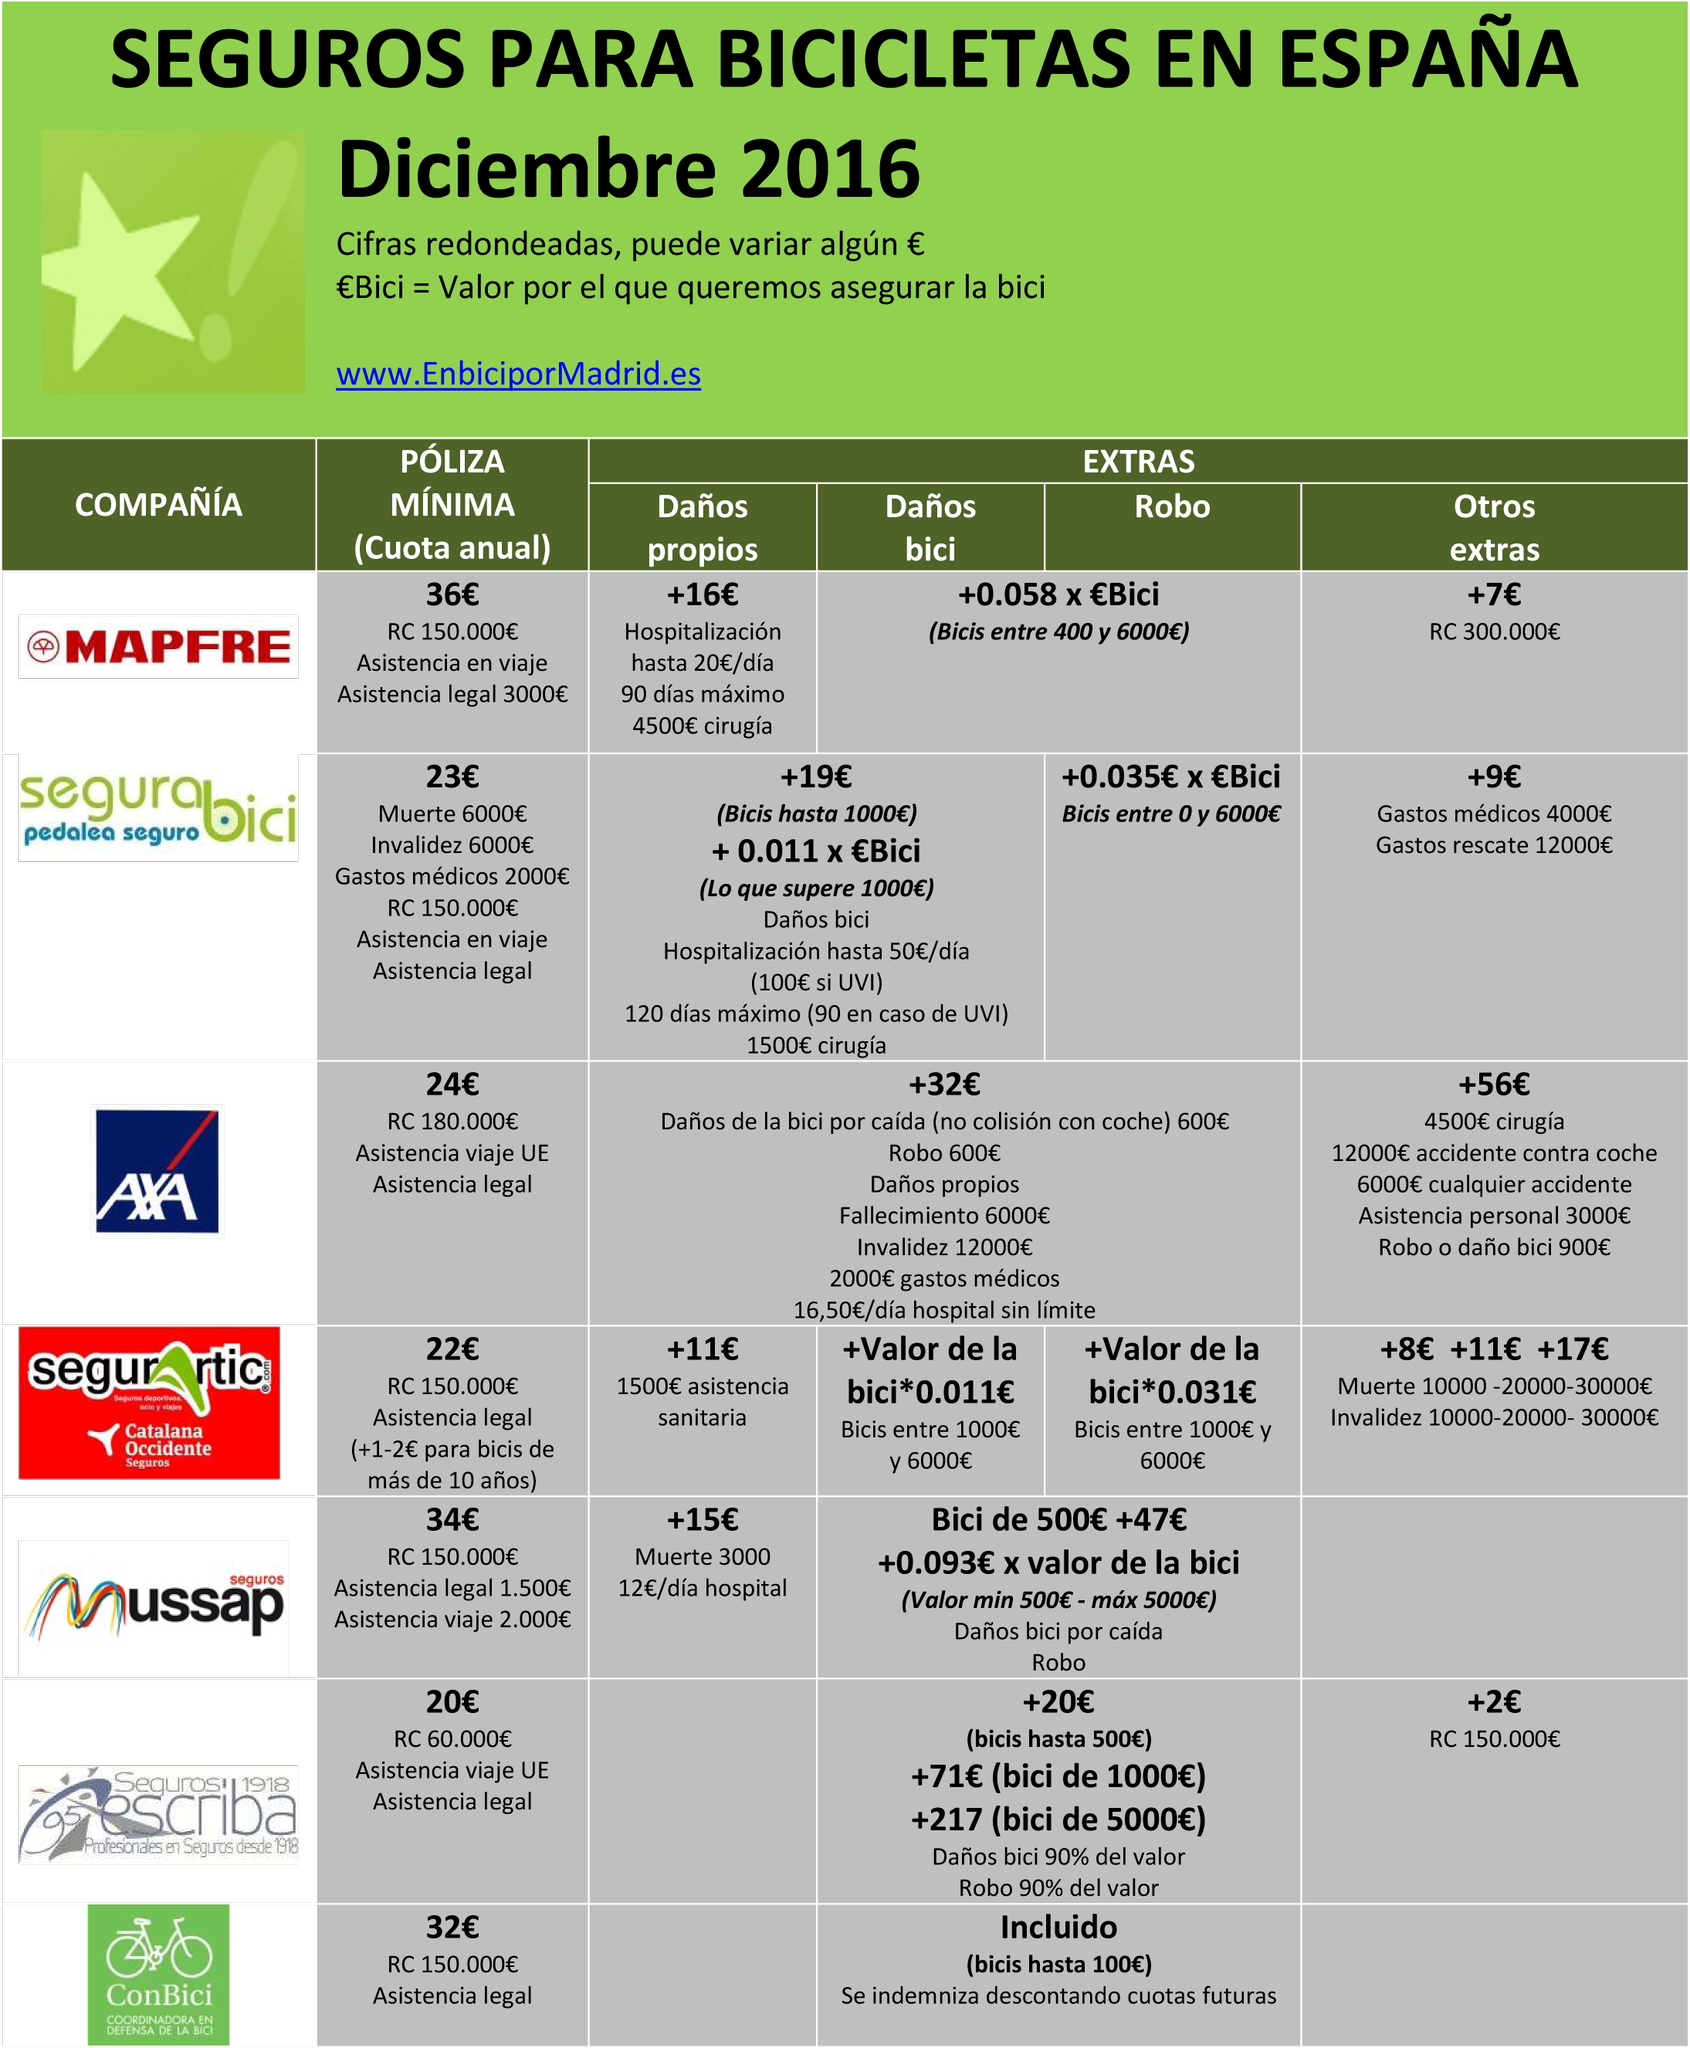 SEGUROS PARA BICICLETAS EN ESPAÑA
Diciembre 2016
Cifras redondeadas, puede variar algún €
€Bici = Valor por el que queremos asegurar la bici
www.EnbiciporMadrid.es
COMPAÑÍA
PÓLIZA
MÍNIMA
(Cuota anual)
EXTRAS
Daños
propios
Daños
bici
Robo
Otros
extras
MAPFRE
36€
RC 150.000€
Asistencia en viaje
Asistencia legal 3000€
+16€
Hospitalización
hasta 20€/día
90 días máximo
4500€ cirugía
+0.058 x €Bici
(Bicis entre 400 y 6000€)
+7€
RC 300.000€
segurabici
pedalea seguro
23€
Muerte 6000€
Invalidez 6000€
Gastos médicos 2000€
RC 150.000€
Asistencia en viaje
Asistencia legal
+19€
(Bicis hasta 1000€)
+ 0.011 x €Bici
(Lo que supere 1000€)
Daños bici
Hospitalización hasta 50€/día
(100€ si UVI)
120 días máximo (90 en caso de UVI)
1500€ cirugía
+0.035€ x €Bici
Bicis entre 0 y 6000€
+9€
Gastos médicos 4000€
Gastos rescate 12000€
AXA
24€
RC 180.000€
Asistencia viaje UE
Asistencia legal
+32€
Daños de la bici por caída (no colisión con coche) 600€
Robo 600€
Daños propios
Fallecimiento 6000€
Invalidez 12000€
2000€ gastos médicos
16,50€/día hospital sin límite
+56€
4500€ cirugía
12000€ accidente contra coche
6000€ cualquier accidente
Asistencia personal 3000€
Robo o daño bici 900€
segurArtic.com
Seguros deportivos,
ocio y viajes
Catalana
Occidente
Seguros
22€
RC 150.000€
Asistencia legal
(+1-2€ para bicis de
más de 10 años)
+11€
1500€ asistencia
sanitaria
+Valor de la
bici*0.011€
Bicis entre 1000€
y 6000€
+Valor de la
bici*0.031€
Bicis entre 1000€ y
6000€
+8€ +11€ +17€
Muerte 10000 -20000-30000€
Invalidez 10000-20000- 30000€
seguros
Mussap
34€
RC 150.000€
Asistencia legal 1.500€
Asistencia viaje 2.000€
+15€
Muerte 3000
12€/día hospital
Bici de 500€ +47€
+0.093€ x valor de la bici
(Valor min 500€ - máx 5000€)
Daños bici por caída
Robo
Seguros 1918
escriba
95
Profesionales en Seguros desde 1918
20€
RC 60.000€
Asistencia viaje UE
Asistencia legal
+20€
(bicis hasta 500€)
+71€ (bici de 1000€)
+217 (bici de 5000€)
Daños bici 90% del valor
Robo 90% del valor
+2€
RC 150.000€
ConBici
COORDINADORA EN
DEFENSA DE LA BICI
32€
RC 150.000€
Asistencia legal
Incluido
(bicis hasta 100€)
Se indemniza descontando cuotas futuras